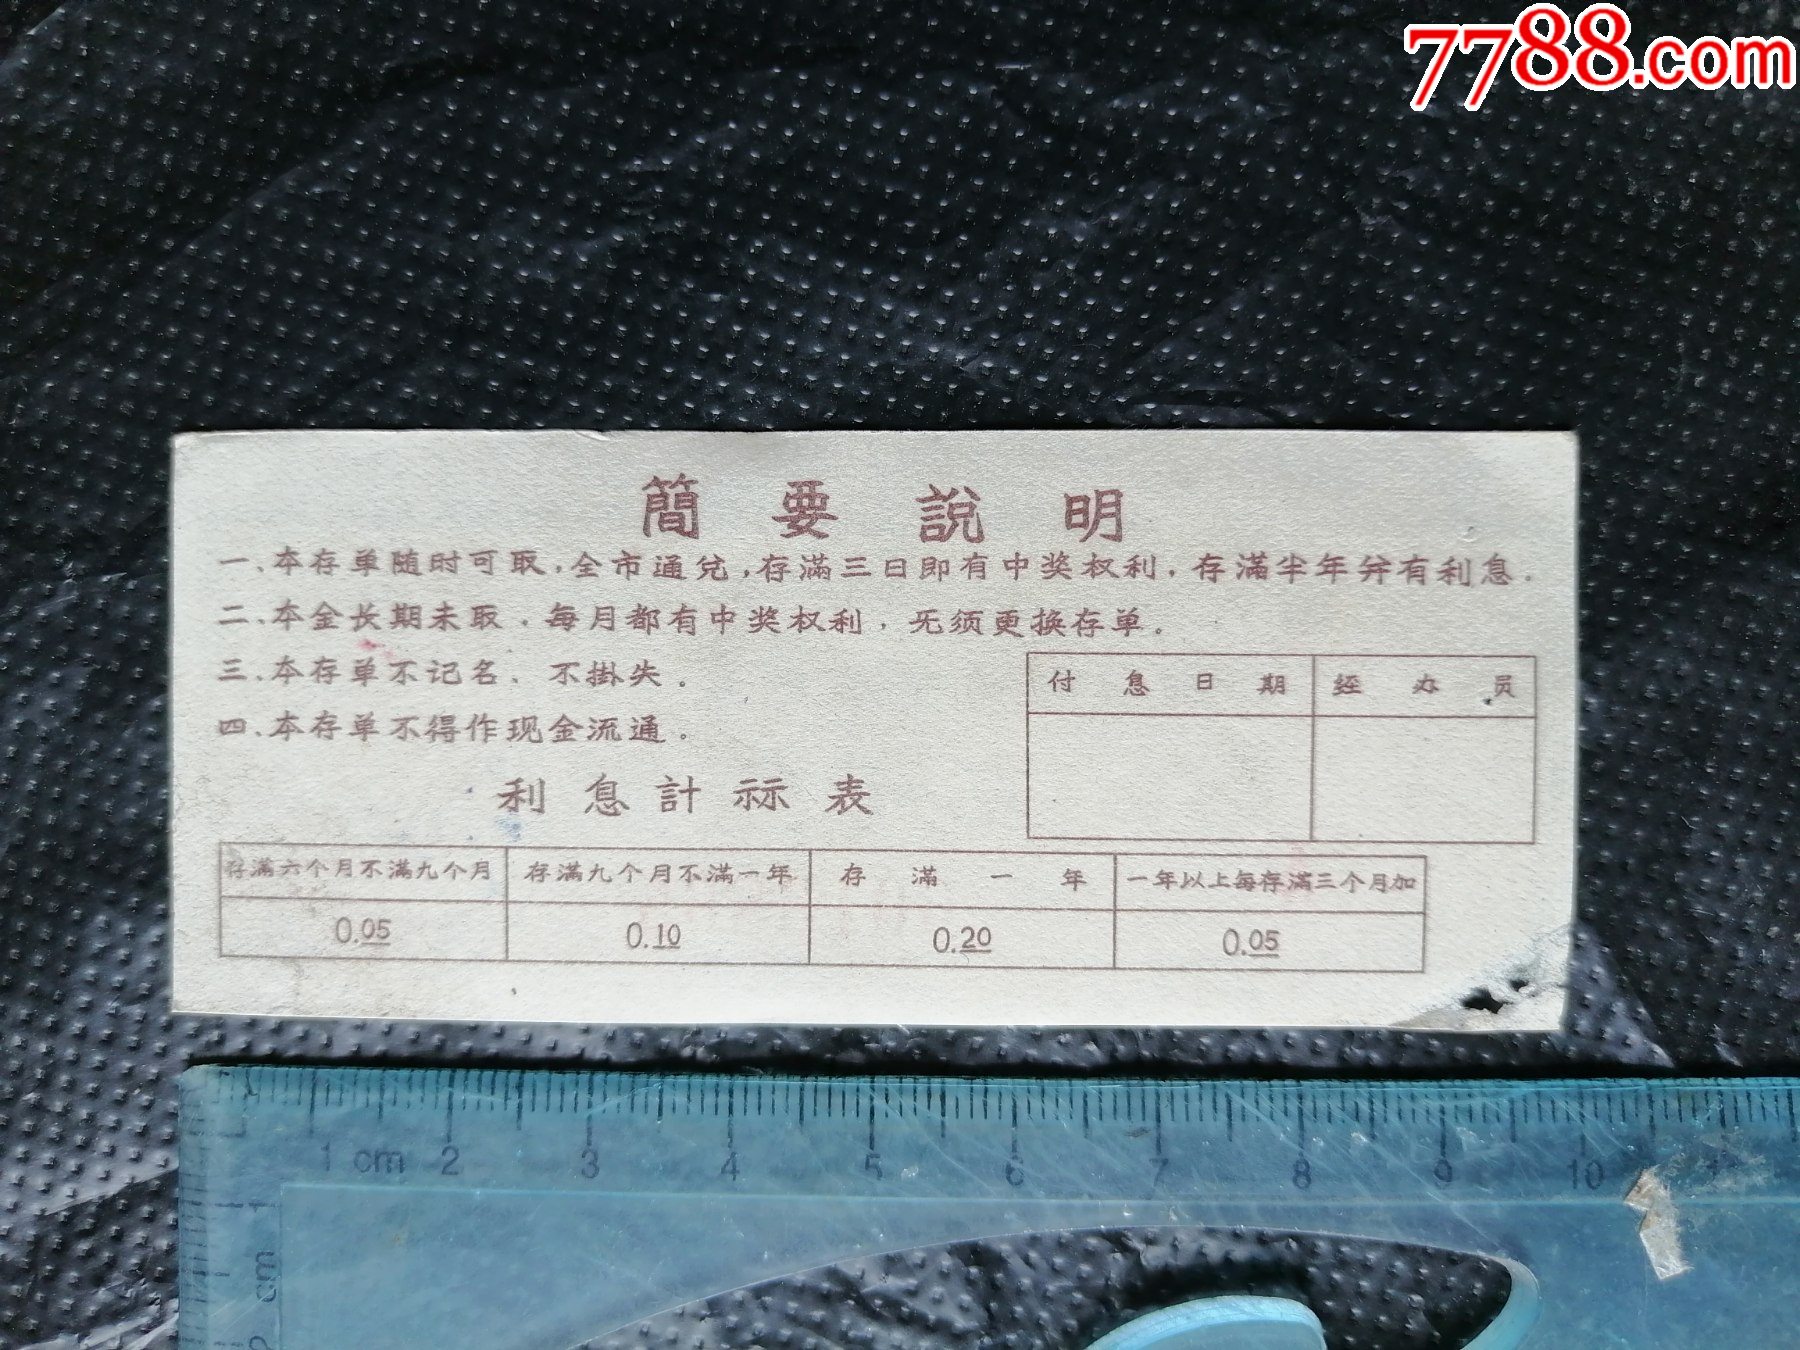 7788.com
簡要説明
一、本存单随时可取，全市通兑，存满三日即有中奖权利，存满半年并有利息。
二、本金长期未取，每月都有中奖权利，无须更换存单。
三、本存单不记名、不掛失。
四、本存单不得作现金流通。
付息日期 经办员
利息計示表
存满六个月不满九个月 存满九个月不满一年 存满一年 一年以上每存满三个月加
0.05 0.10 0.20 0.05
1 cm 2 3 4 5 6 7 8 9 10 11
cm
2